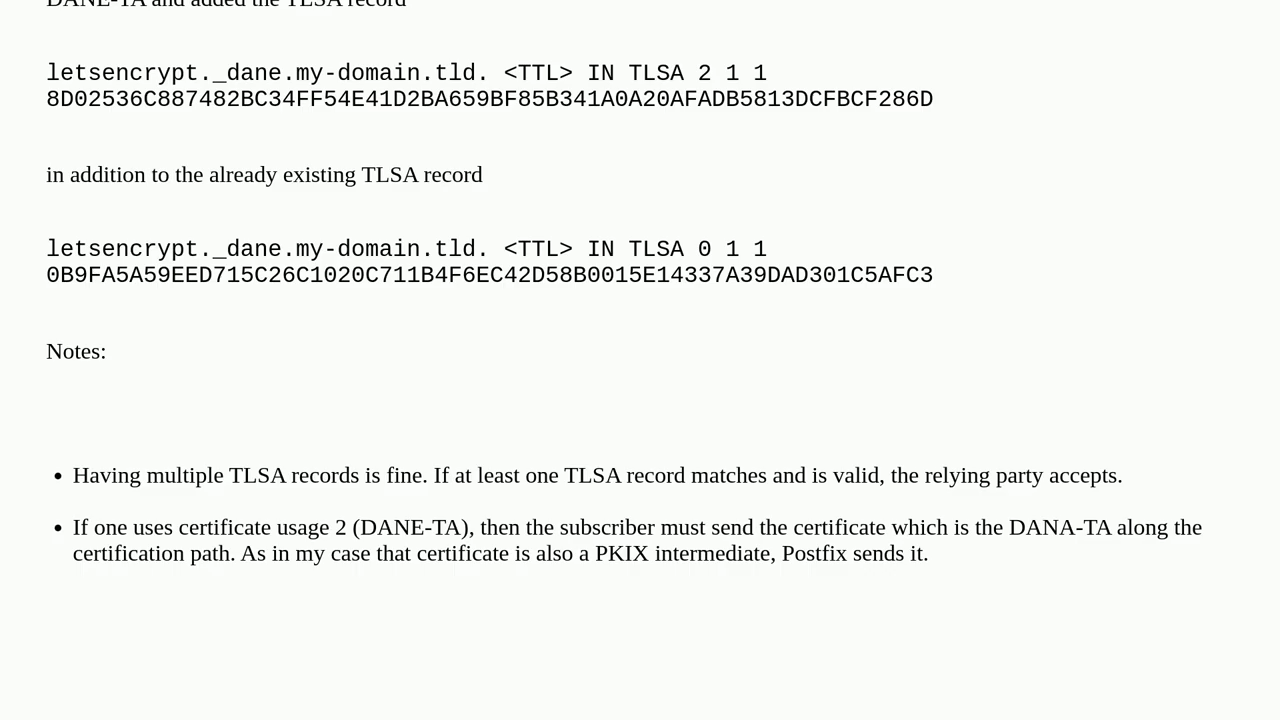 DANE-TA and added the TLSA record
letsencrypt._dane.my-domain.tld. <TTL> IN TLSA 2 1 1
8D02536C887482BC34FF54E41D2BA659BF85B341A0A20AFADB5813DCFBCF286D
in addition to the already existing TLSA record
letsencrypt._dane.my-domain.tld. <TTL> IN TLSA 0 1 1
0B9FA5A59EED715C26C1020C711B4F6EC42D58B0015E14337A39DAD301C5AFC3
Notes:
• Having multiple TLSA records is fine. If at least one TLSA record matches and is valid, the relying party accepts.
• If one uses certificate usage 2 (DANE-TA), then the subscriber must send the certificate which is the DANA-TA along the
certification path. As in my case that certificate is also a PKIX intermediate, Postfix sends it.